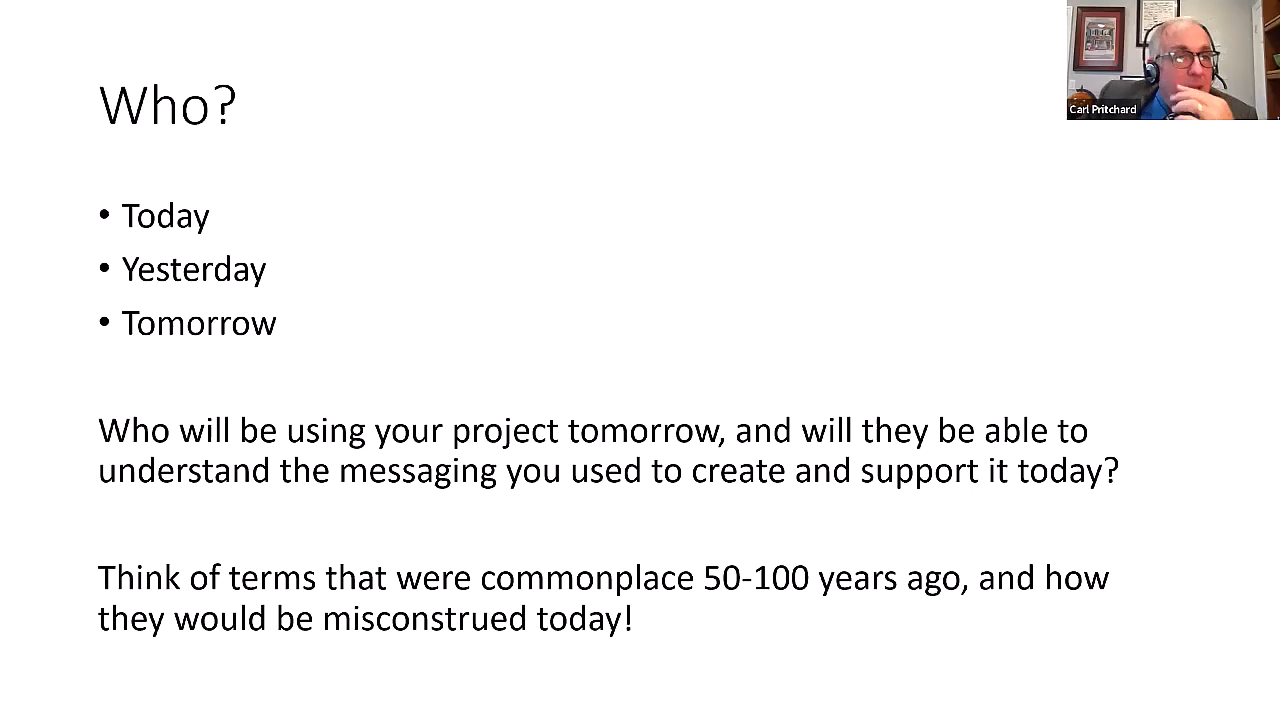 Who?
Carl Pritchard
• Today
• Yesterday
• Tomorrow
Who will be using your project tomorrow, and will they be able to
understand the messaging you used to create and support it today?
Think of terms that were commonplace 50-100 years ago, and how
they would be misconstrued today!